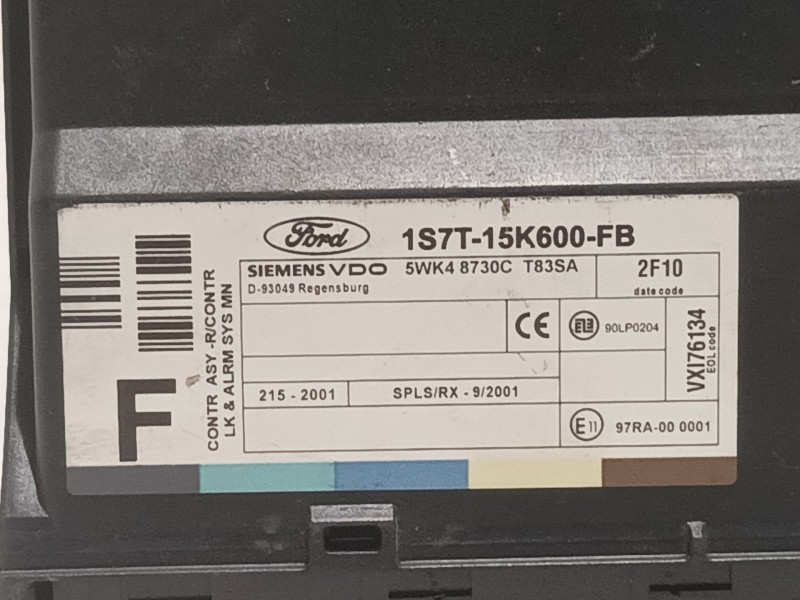 Ford 1S7T-15K600-FB
SIEMENS VDO 5WK4 8730C T83SA
D-93049 Regensburg
2F10
date code
CE
90LP0204
VXI76134
EOL code
215 - 2001
SPLS/RX - 9/2001
E11 97RA-00 0001
CONTR ASY -R/CONTR
LK & ALRM SYS MN
F